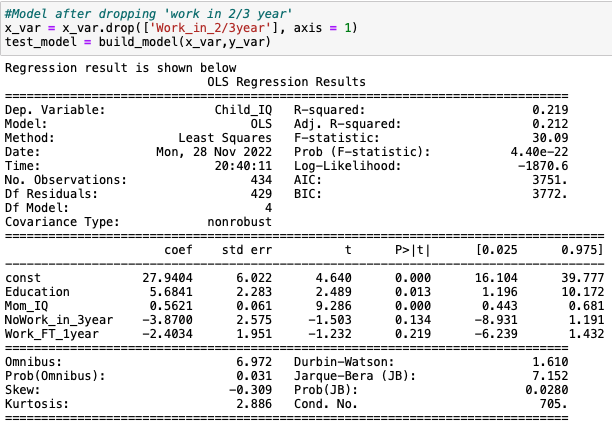 #Model after dropping 'work in 2/3 year'
x_var = x_var.drop(['Work_in_2/3year'], axis = 1)
test_model = build_model(x_var,y_var)
Regression result is shown below
OLS Regression Results
==============================================================================
Dep. Variable: Child_IQ R-squared: 0.219
Model: OLS Adj. R-squared: 0.212
Method: Least Squares F-statistic: 30.09
Date: Mon, 28 Nov 2022 Prob (F-statistic): 4.40e-22
Time: 20:40:11 Log-Likelihood: -1870.6
No. Observations: 434 AIC: 3751.
Df Residuals: 429 BIC: 3772.
Df Model: 4
Covariance Type: nonrobust
==================================================================================
coef std err t P>|t| [0.025 0.975]
----------------------------------------------------------------------------------
const 27.9404 6.022 4.640 0.000 16.104 39.777
Education 5.6841 2.283 2.489 0.013 1.196 10.172
Mom_IQ 0.5621 0.061 9.286 0.000 0.443 0.681
NoWork_in_3year -3.8700 2.575 -1.503 0.134 -8.931 1.191
Work_FT_1year -2.4034 1.951 -1.232 0.219 -6.239 1.432
==============================================================================
Omnibus: 6.972 Durbin-Watson: 1.610
Prob(Omnibus): 0.031 Jarque-Bera (JB): 7.152
Skew: -0.309 Prob(JB): 0.0280
Kurtosis: 2.886 Cond. No. 705.
==============================================================================